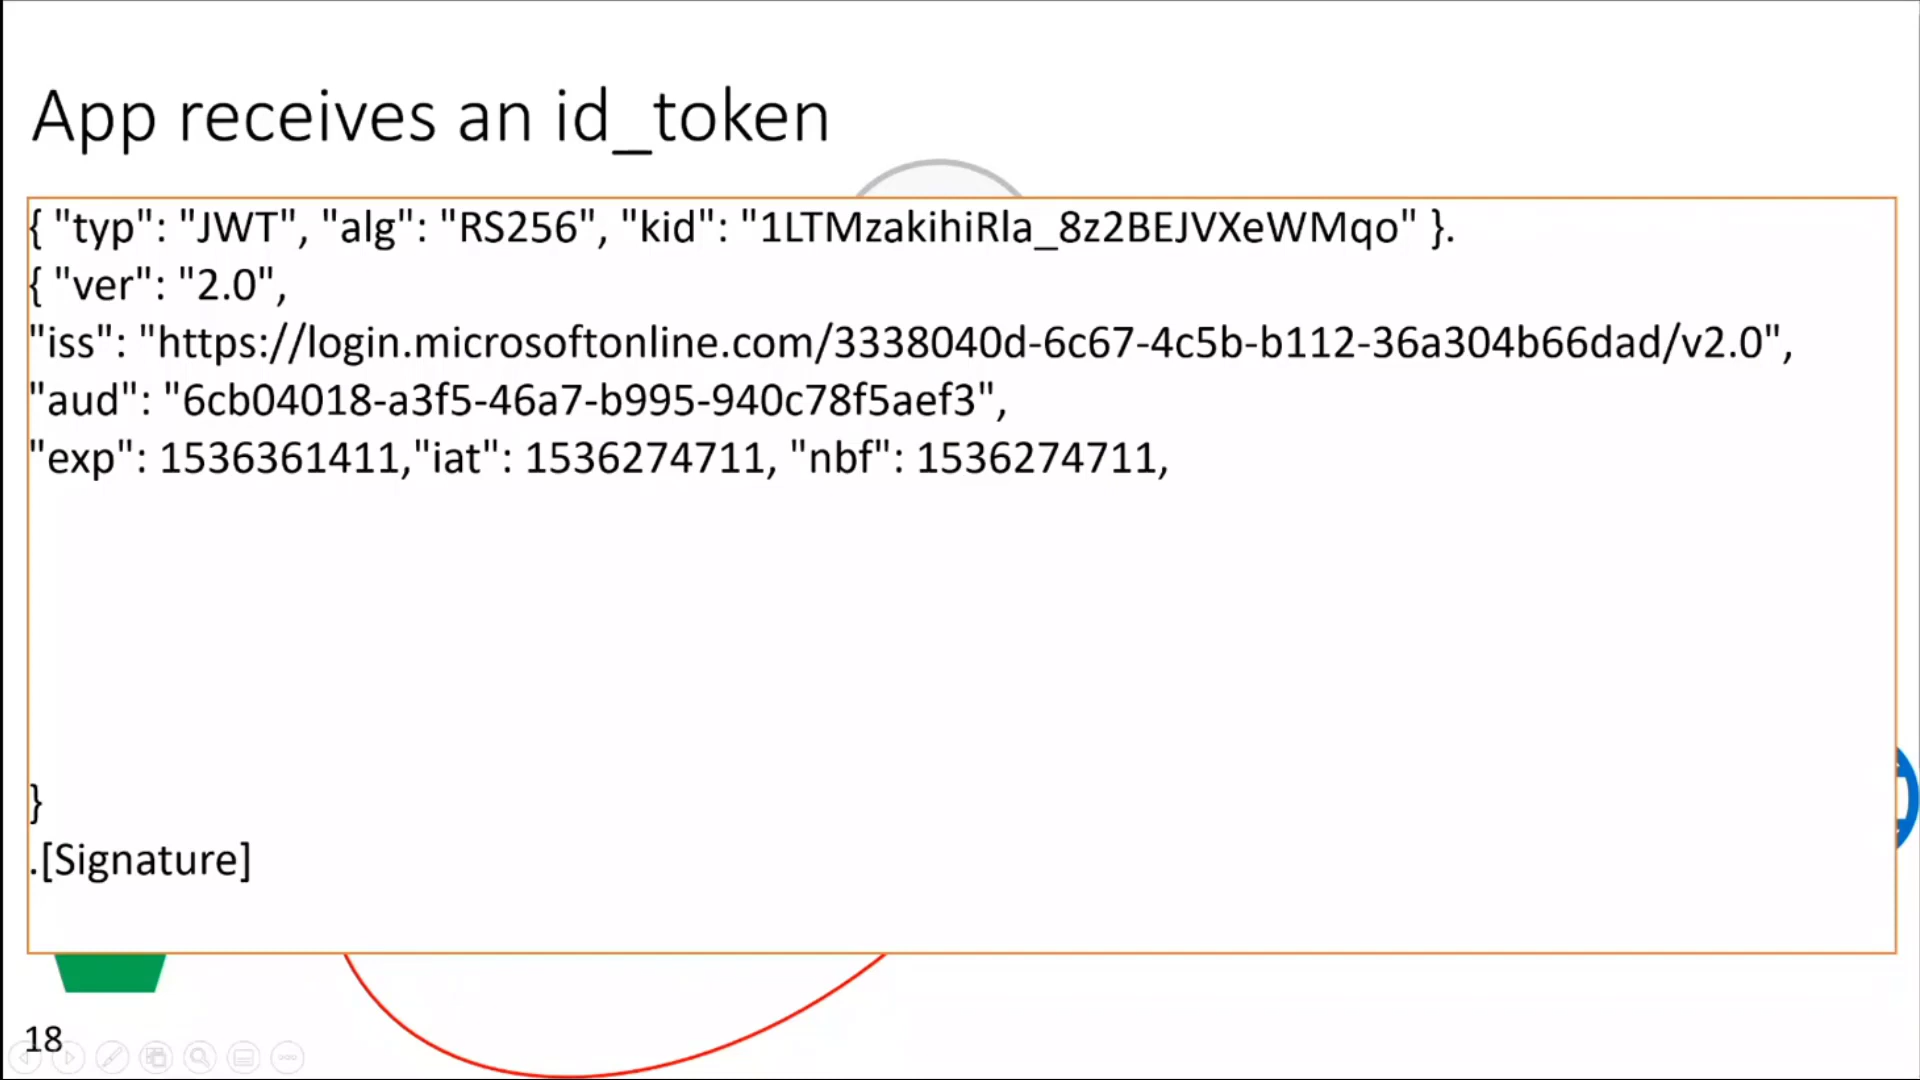 App receives an id_token
{ "typ": "JWT", "alg": "RS256", "kid": "1LTMzakihiRla_8z2BEJVXeWMqo" }.
{ "ver": "2.0",
"iss": "https://login.microsoftonline.com/3338040d-6c67-4c5b-b112-36a304b66dad/v2.0",
"aud": "6cb04018-a3f5-46a7-b995-940c78f5aef3",
"exp": 1536361411,"iat": 1536274711, "nbf": 1536274711,
}
.[Signature]
18